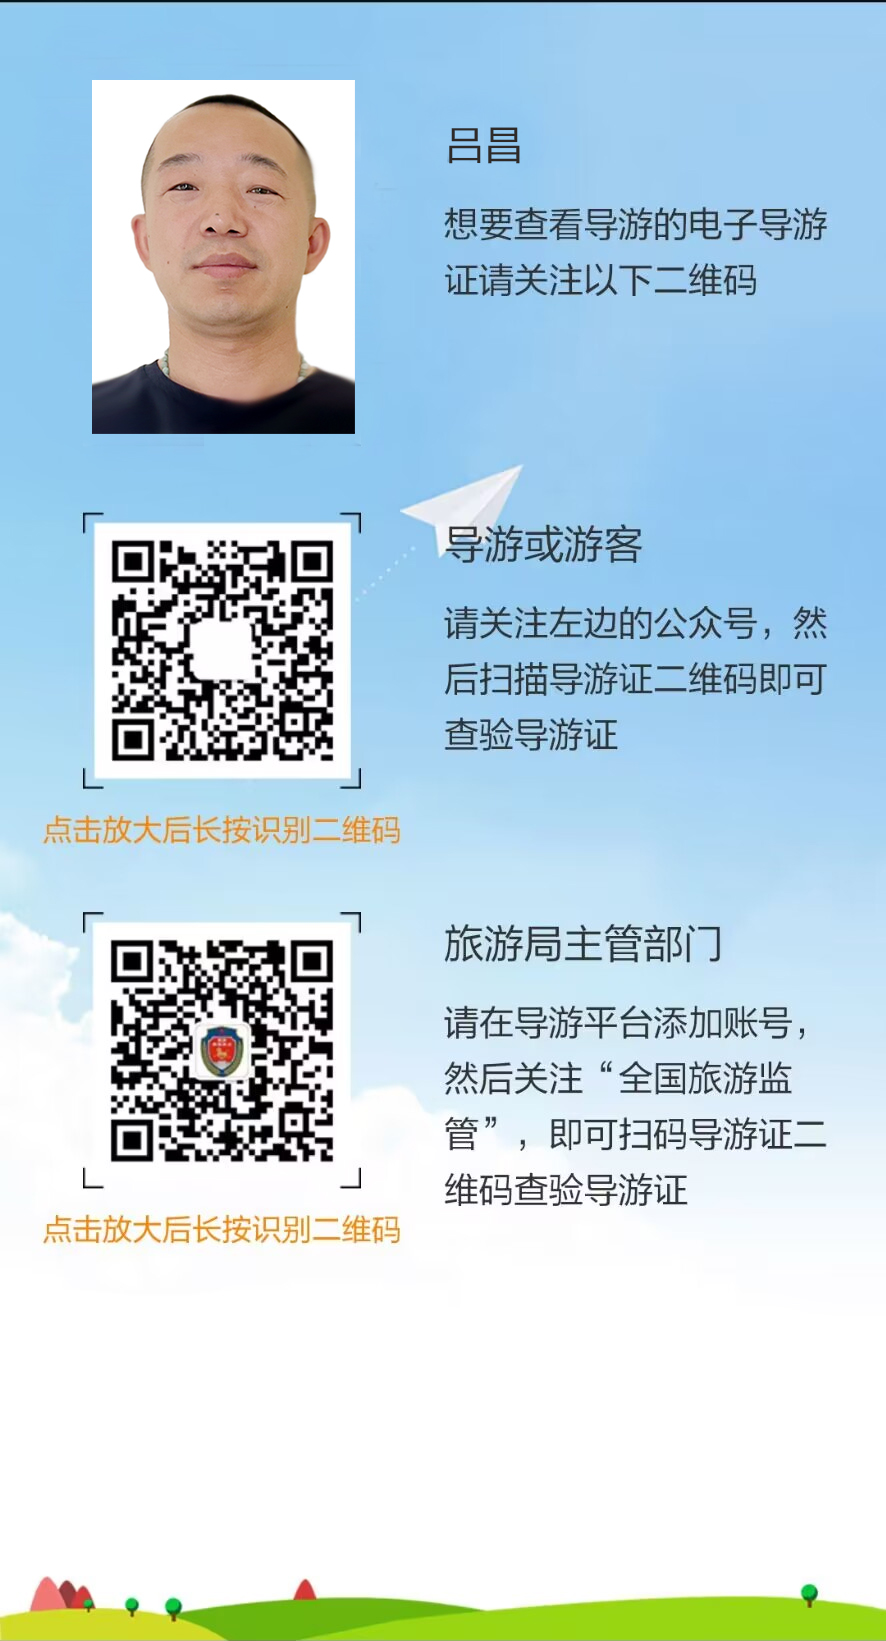 吕昌
想要查看导游的电子导游
证请关注以下二维码
导游或游客
请关注左边的公众号，然
后扫描导游证二维码即可
查验导游证
点击放大后长按识别二维码
旅游局主管部门
请在导游平台添加账号，
然后关注“全国旅游监
管”，即可扫码导游证二
维码查验导游证
点击放大后长按识别二维码